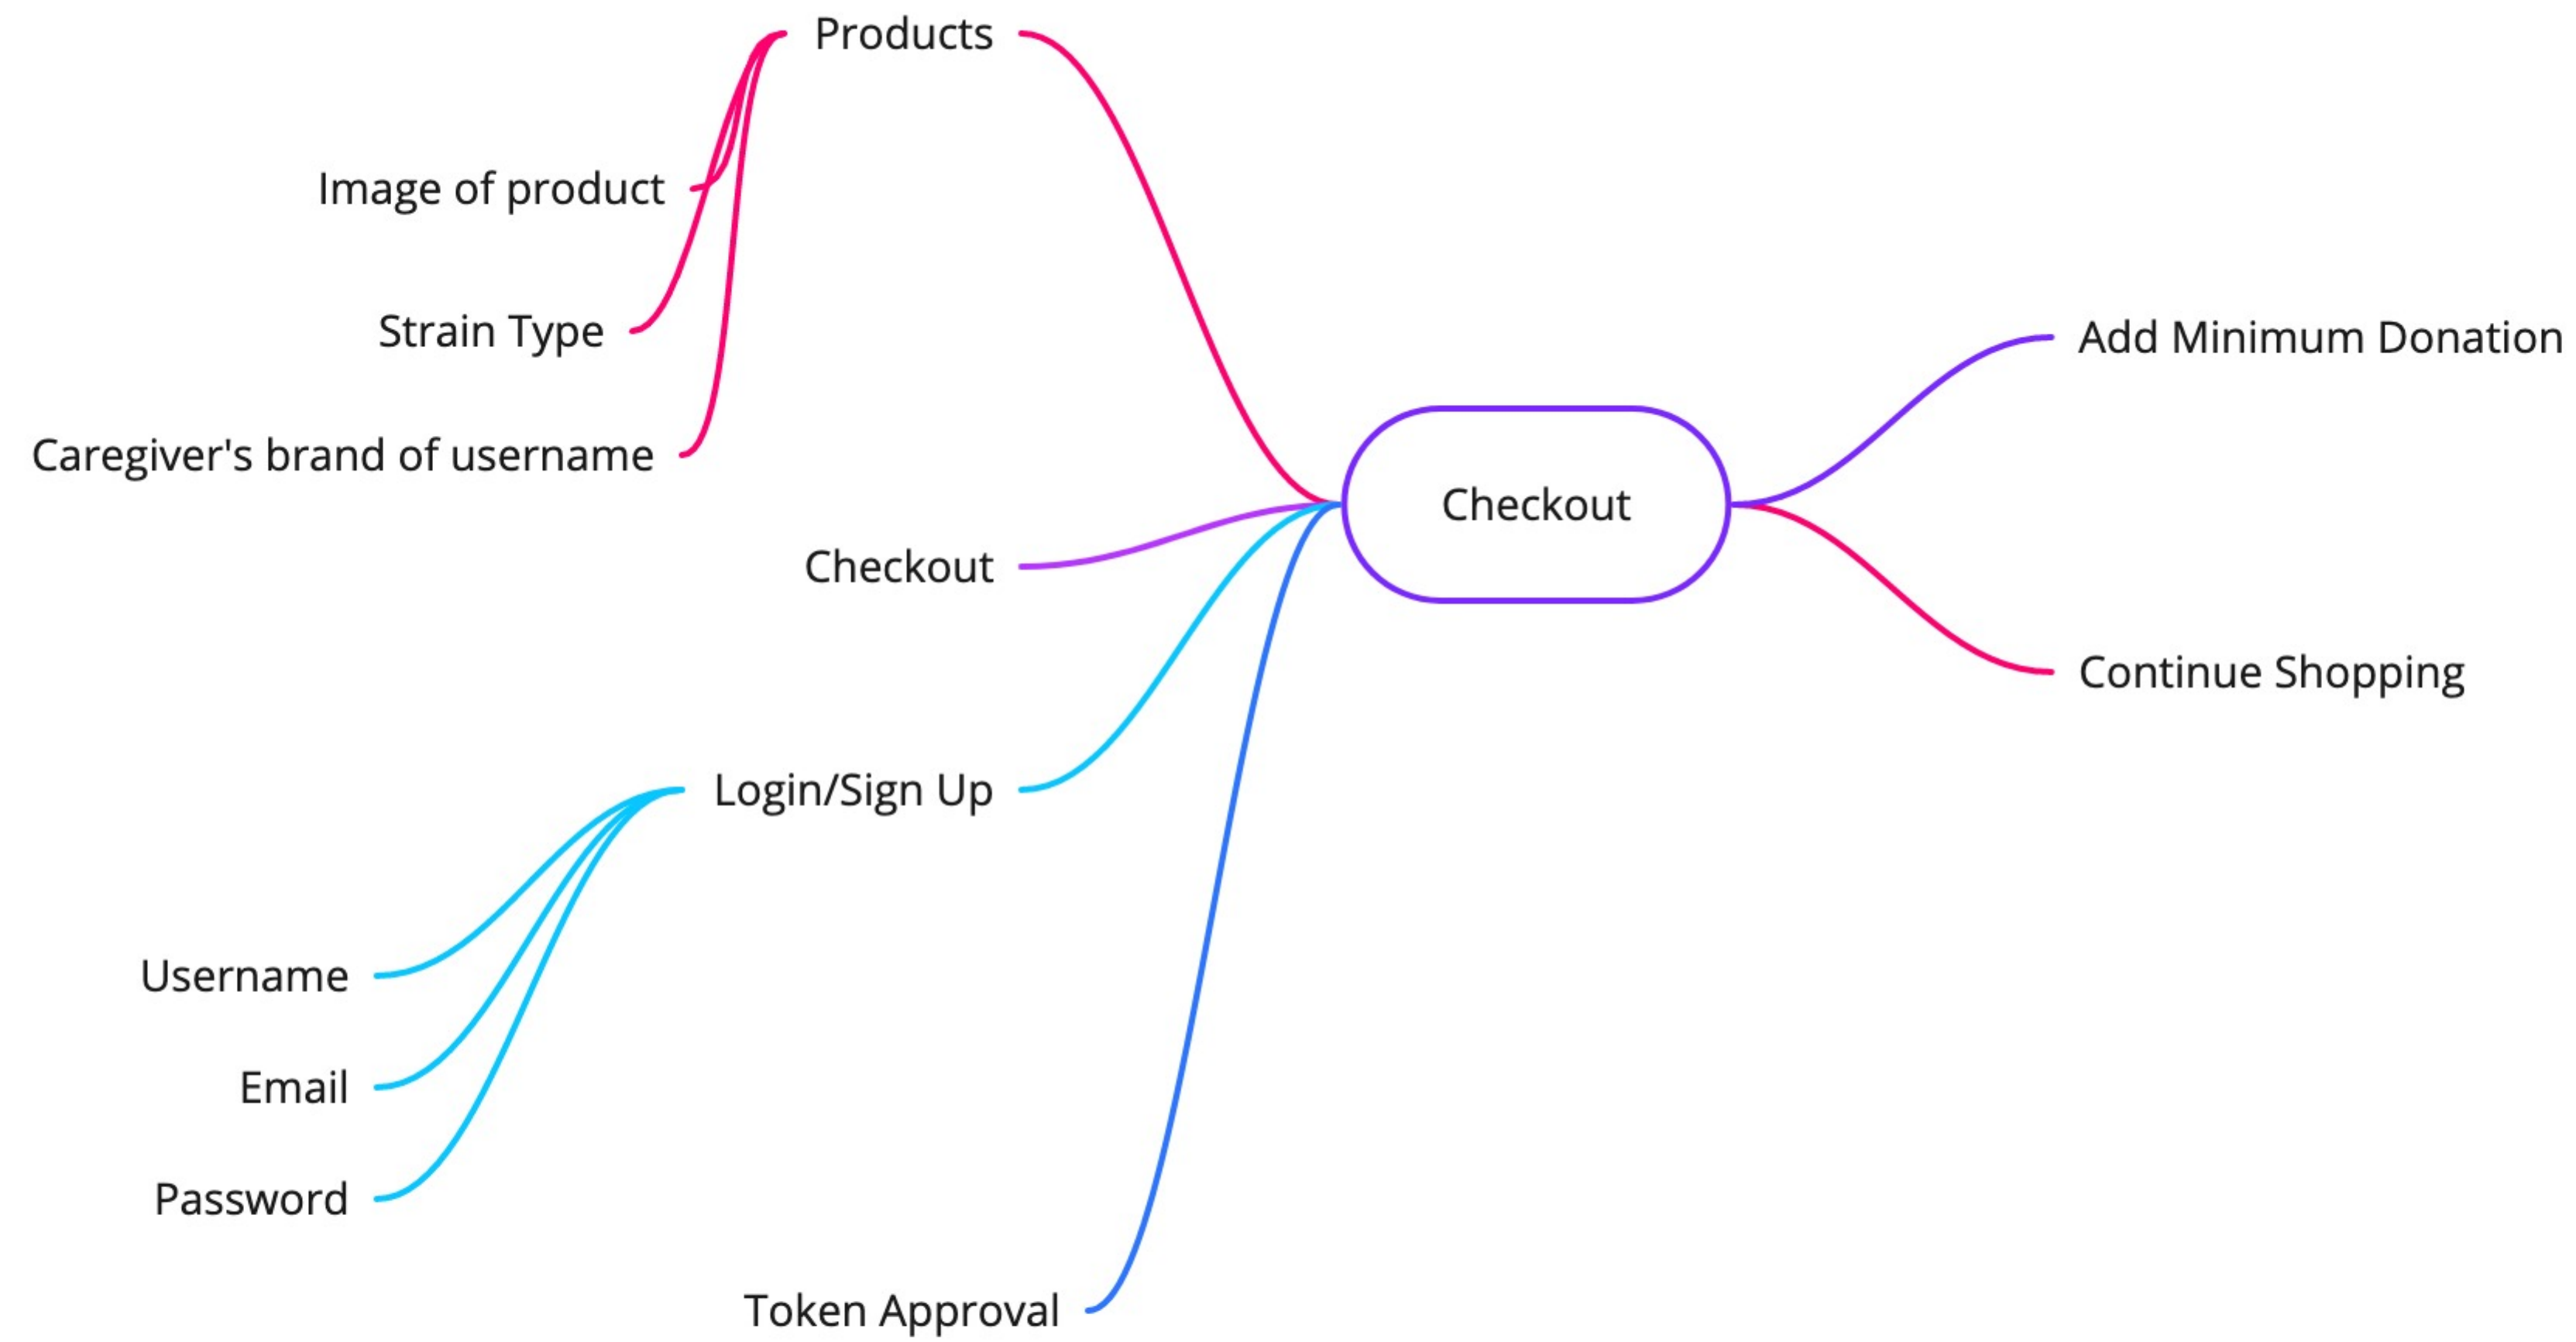 Products
Image of product
Strain Type
Caregiver's brand of username
Checkout
Login/Sign Up
Username
Email
Password
Token Approval
Checkout
Add Minimum Donation
Continue Shopping